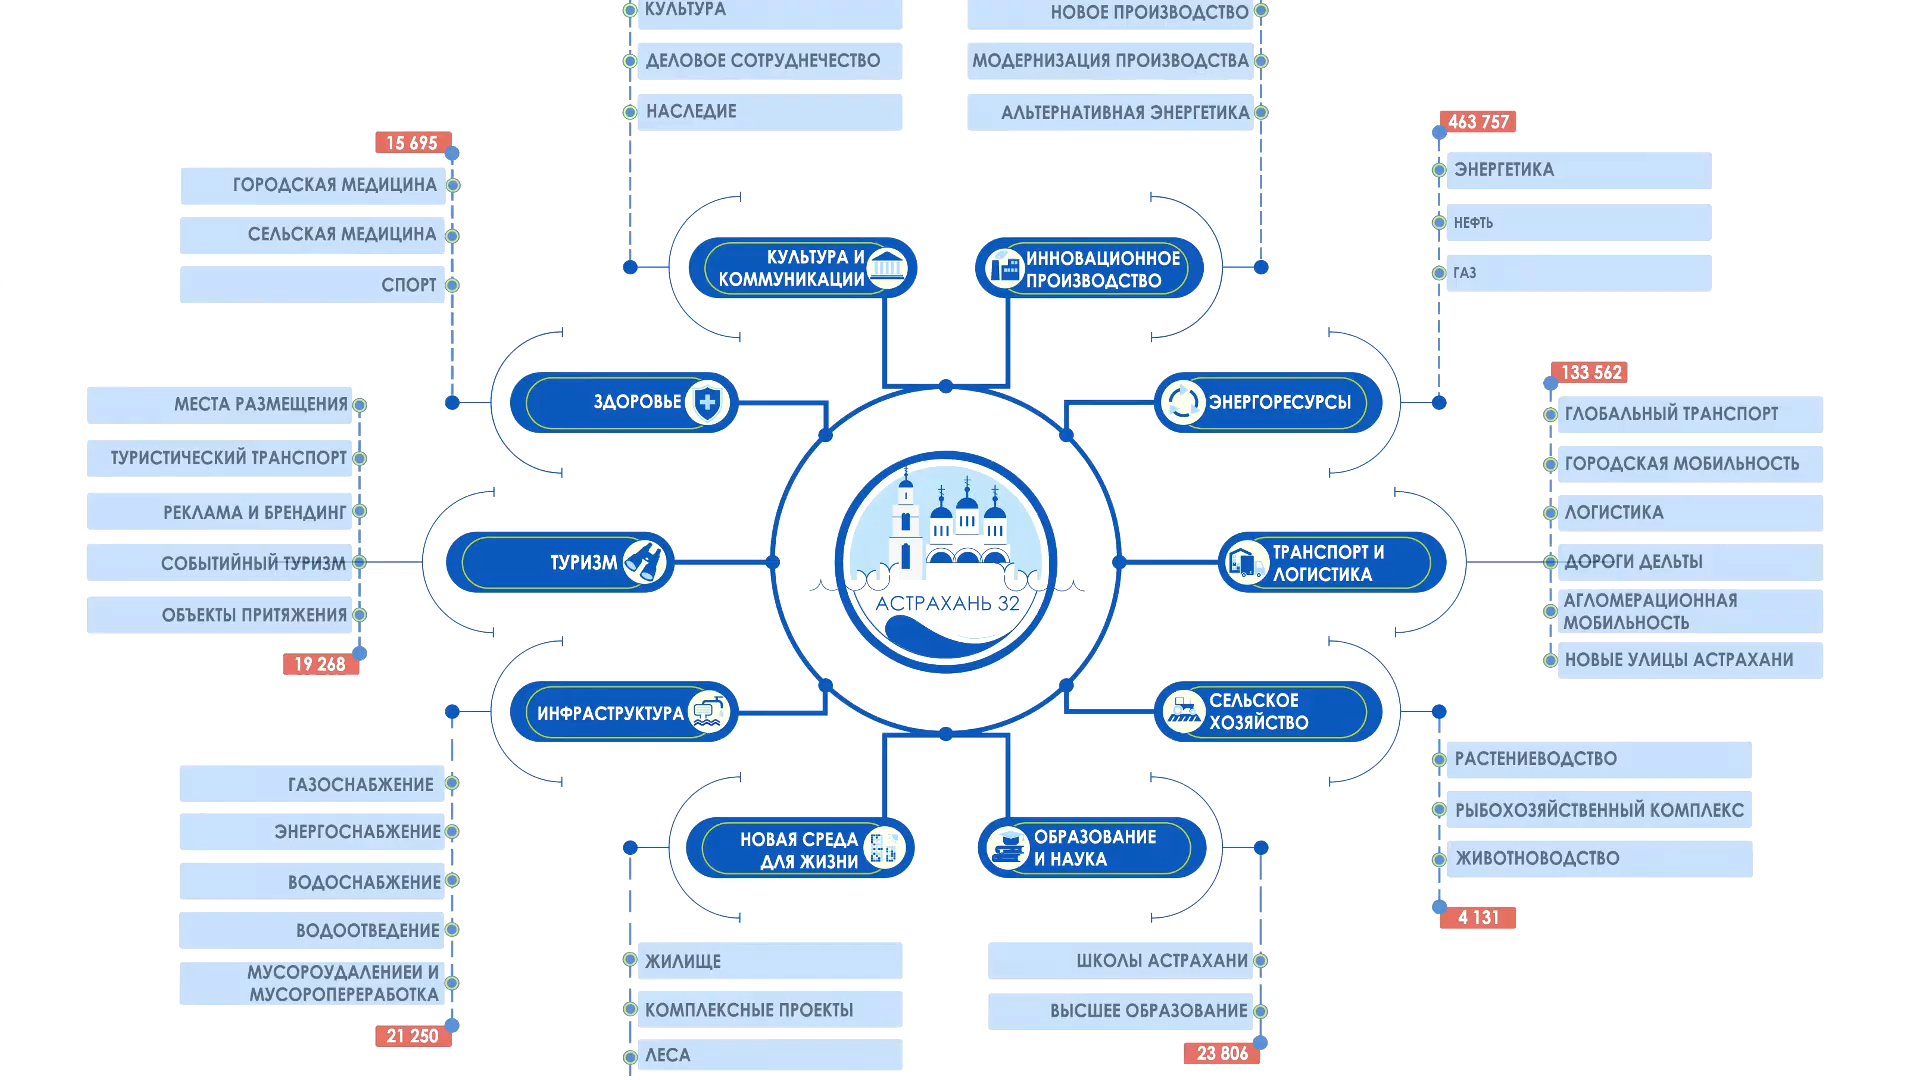 КУЛЬТУРА
ДЕЛОВОЕ СОТРУДНЕЧЕСТВО
НАСЛЕДИЕ
НОВОЕ ПРОИЗВОДСТВО
МОДЕРНИЗАЦИЯ ПРОИЗВОДСТВА
АЛЬТЕРНАТИВНАЯ ЭНЕРГЕТИКА
15 695
ГОРОДСКАЯ МЕДИЦИНА
СЕЛЬСКАЯ МЕДИЦИНА
СПОРТ
463 757
ЭНЕРГЕТИКА
НЕФТЬ
ГАЗ
КУЛЬТУРА И
КОММУНИКАЦИИ
ИННОВАЦИОННОЕ
ПРОИЗВОДСТВО
ЗДОРОВЬЕ
ЭНЕРГОРЕСУРСЫ
МЕСТА РАЗМЕЩЕНИЯ
ТУРИСТИЧЕСКИЙ ТРАНСПОРТ
РЕКЛАМА И БРЕНДИНГ
СОБЫТИЙНЫЙ ТУРИЗМ
ОБЪЕКТЫ ПРИТЯЖЕНИЯ
19 268
ТУРИЗМ
АСТРАХАНЬ 32
ТРАНСПОРТ И
ЛОГИСТИКА
133 562
ГЛОБАЛЬНЫЙ ТРАНСПОРТ
ГОРОДСКАЯ МОБИЛЬНОСТЬ
ЛОГИСТИКА
ДОРОГИ ДЕЛЬТЫ
АГЛОМЕРАЦИОННАЯ
МОБИЛЬНОСТЬ
НОВЫЕ УЛИЦЫ АСТРАХАНИ
ИНФРАСТРУКТУРА
СЕЛЬСКОЕ
ХОЗЯЙСТВО
ГАЗОСНАБЖЕНИЕ
ЭНЕРГОСНАБЖЕНИЕ
ВОДОСНАБЖЕНИЕ
ВОДООТВЕДЕНИЕ
МУСОРОУДАЛЕНИЕИ И
МУСОРОПЕРЕРАБОТКА
21 250
РАСТЕНИЕВОДСТВО
РЫБОХОЗЯЙСТВЕННЫЙ КОМПЛЕКС
ЖИВОТНОВОДСТВО
4 131
НОВАЯ СРЕДА
ДЛЯ ЖИЗНИ
ОБРАЗОВАНИЕ
И НАУКА
ЖИЛИЩЕ
КОМПЛЕКСНЫЕ ПРОЕКТЫ
ЛЕСА
ШКОЛЫ АСТРАХАНИ
ВЫСШЕЕ ОБРАЗОВАНИЕ
23 806